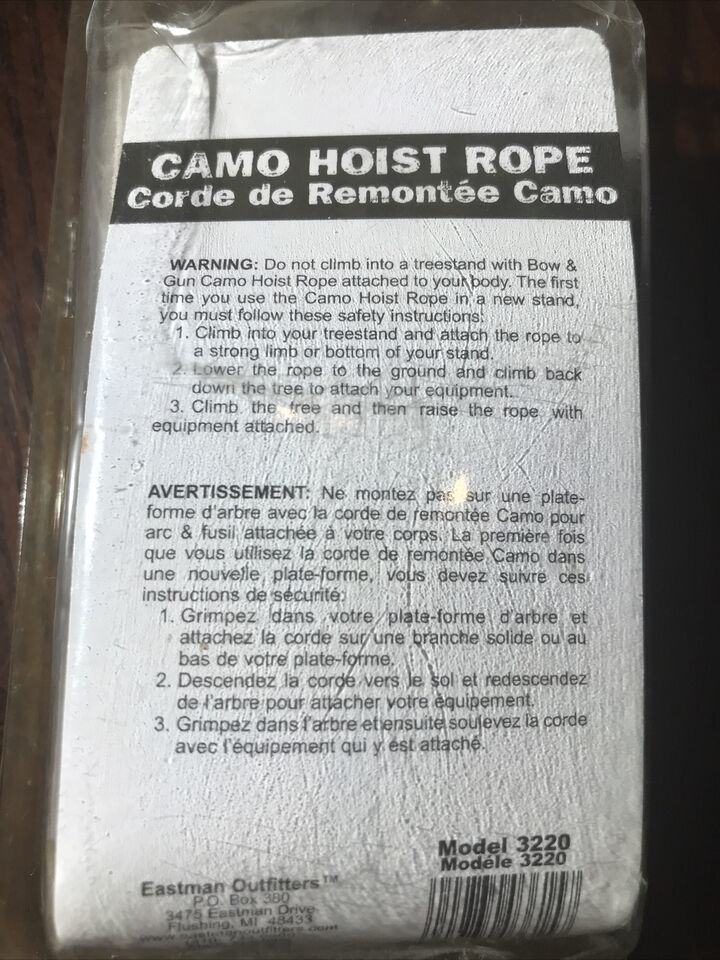 CAMO HOIST ROPE
Corde de Remontée Camo
WARNING: Do not climb into a treestand with Bow &
Gun Camo Hoist Rope attached to your body. The first
time you use the Camo Hoist Rope in a new stand,
you must follow these safety instructions:
1. Climb into your treestand and attach the rope to
a strong limb or bottom of your stand.
2. Lower the rope to the ground and climb back
down the tree to attach your equipment.
3. Climb the tree and then raise the rope with
equipment attached.
AVERTISSEMENT: Ne montez pas sur une plate-
forme d'arbre avec la corde de remontée Camo pour
arc & fusil attachée à votre corps. La première fois
que vous utilisez la corde de remontée Camo dans
une nouvelle plate-forme, vous devez suivre ces
instructions de sécurité:
1. Grimpez dans votre plate-forme d'arbre et
attachez la corde sur une branche solide ou au
bas de votre plate-forme.
2. Descendez la corde vers le sol et redescendez
de l'arbre pour attacher votre équipement.
3. Grimpez dans l'arbre et ensuite soulevez la corde
avec l'équipement qui y est attaché.
Model 3220
Modéle 3220
Eastman Outfitters™
P.O. Box 380
3475 Eastman Drive
Flushing, MI 48433
www.eastmanoutfitters.com